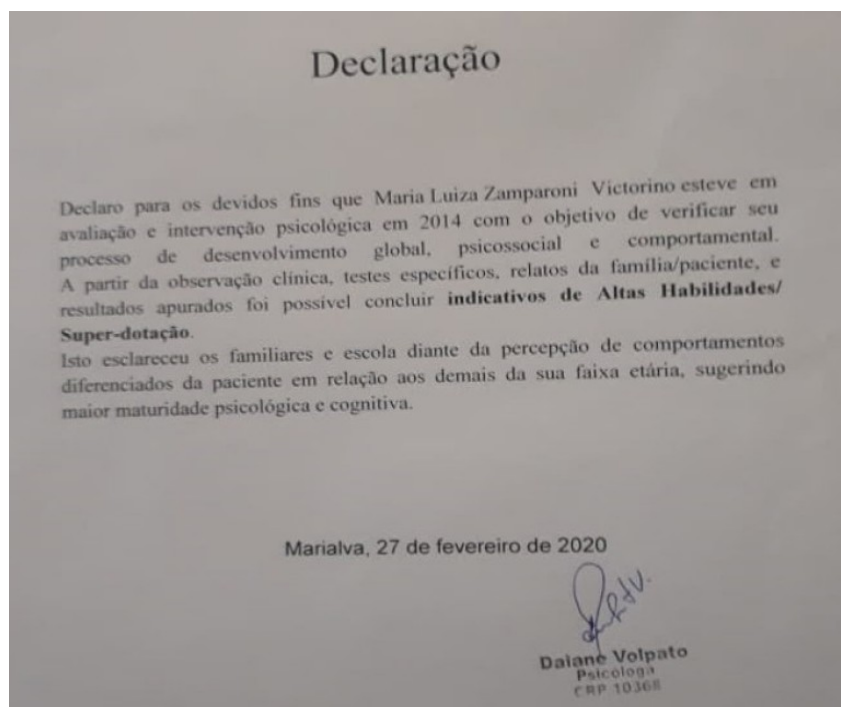 Declaração
Declaro para os devidos fins que Maria Luiza Zamparoni Victorino esteve em
avaliação e intervenção psicológica em 2014 com o objetivo de verificar seu
processo de desenvolvimento global, psicossocial e comportamental.
A partir da observação clínica, testes específicos, relatos da família/paciente, e
resultados apurados foi possível concluir indicativos de Altas Habilidades/
Super-dotação.
Isto esclareceu os familiares e escola diante da percepção de comportamentos
diferenciados da paciente em relação aos demais da sua faixa etária, sugerindo
maior maturidade psicológica e cognitiva.
Marialva, 27 de fevereiro de 2020
Daiane Volpato
Psicóloga
CRP 10368